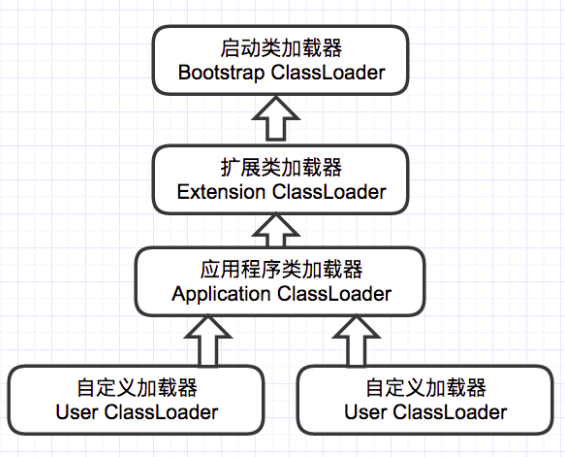 启动类加载器
Bootstrap ClassLoader
扩展类加载器
Extension ClassLoader
应用程序类加载器
Application ClassLoader
自定义加载器
User ClassLoader
自定义加载器
User ClassLoader